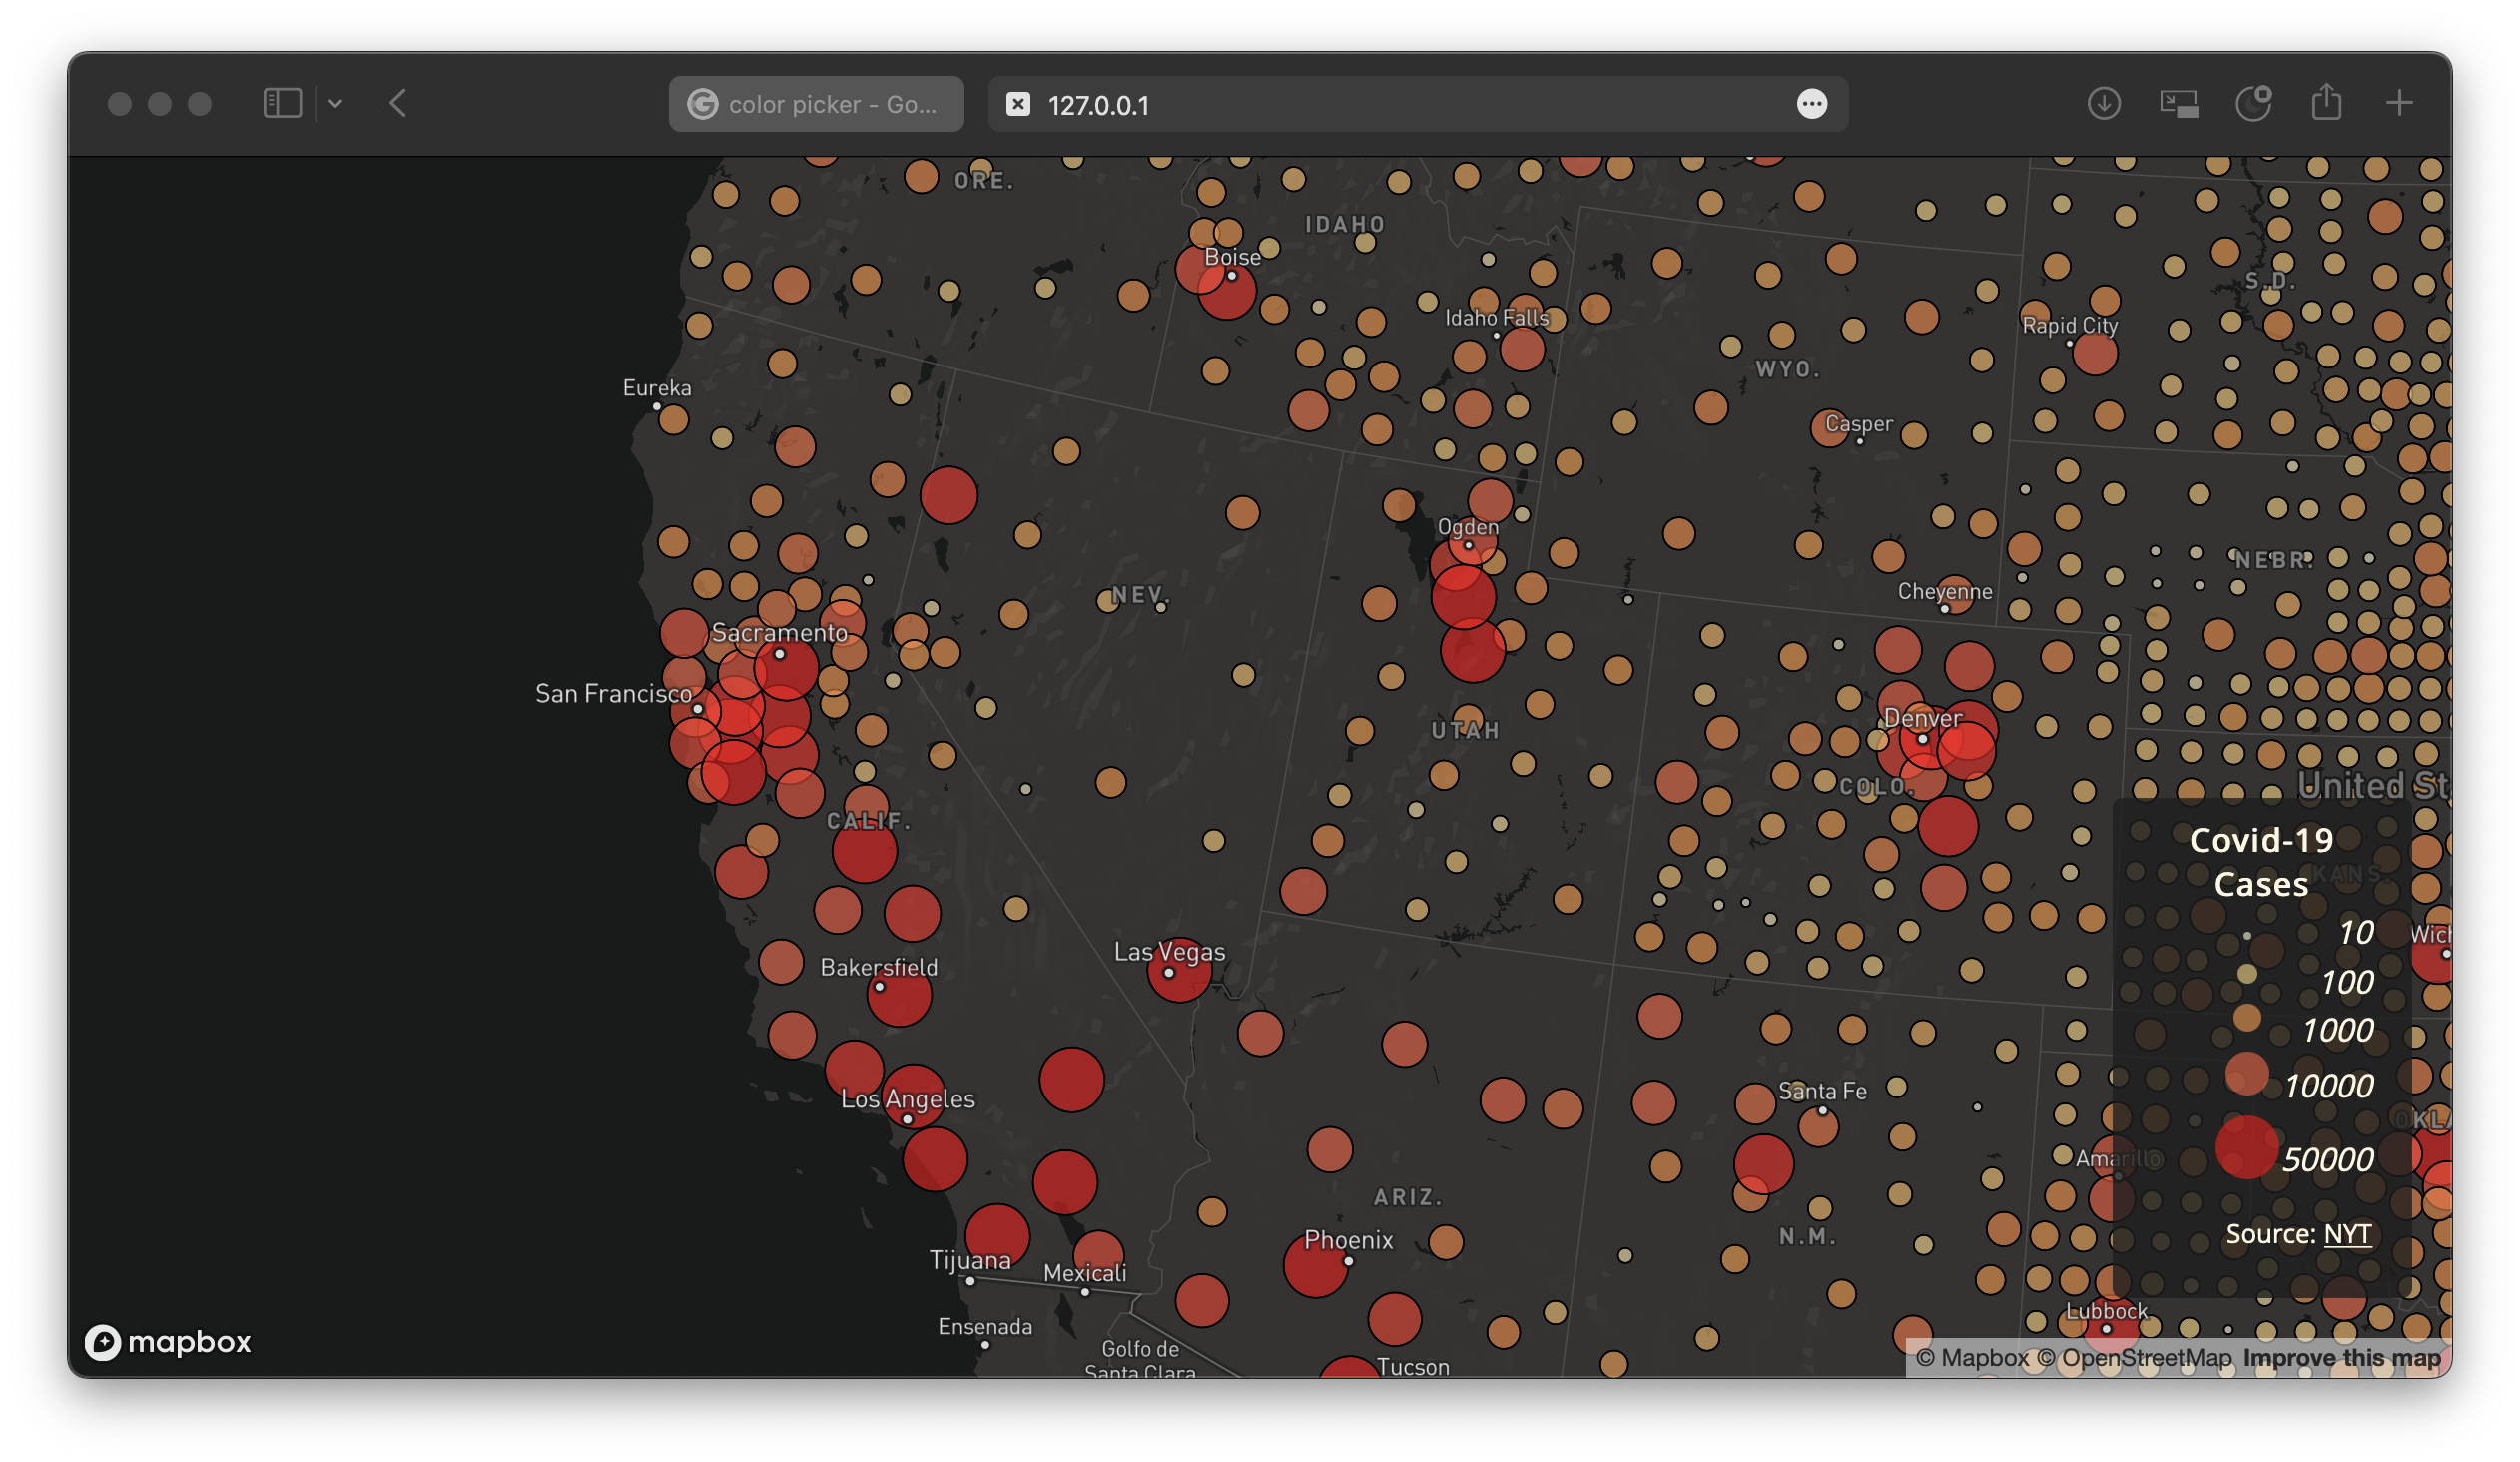 color picker - Go...
127.0.0.1
ORE.
IDAHO
Boise
S.D.
Idaho Falls
Rapid City
WYO.
Eureka
Casper
Ogden
NEBR.
NEV.
Cheyenne
Sacramento
San Francisco
Denver
UTAH
COLO.
United St
CALIF.
Covid-19
Cases
KANS.
10
Wich
Las Vegas
Bakersfield
100
1000
10000
Santa Fe
Los Angeles
OKLA
50000
Amarillo
ARIZ.
Source: NYT
N.M.
Phoenix
Tijuana
Mexicali
Lubbock
Ensenada
mapbox
Golfo de
Santa Clara
Tucson
© Mapbox © OpenStreetMap Improve this map